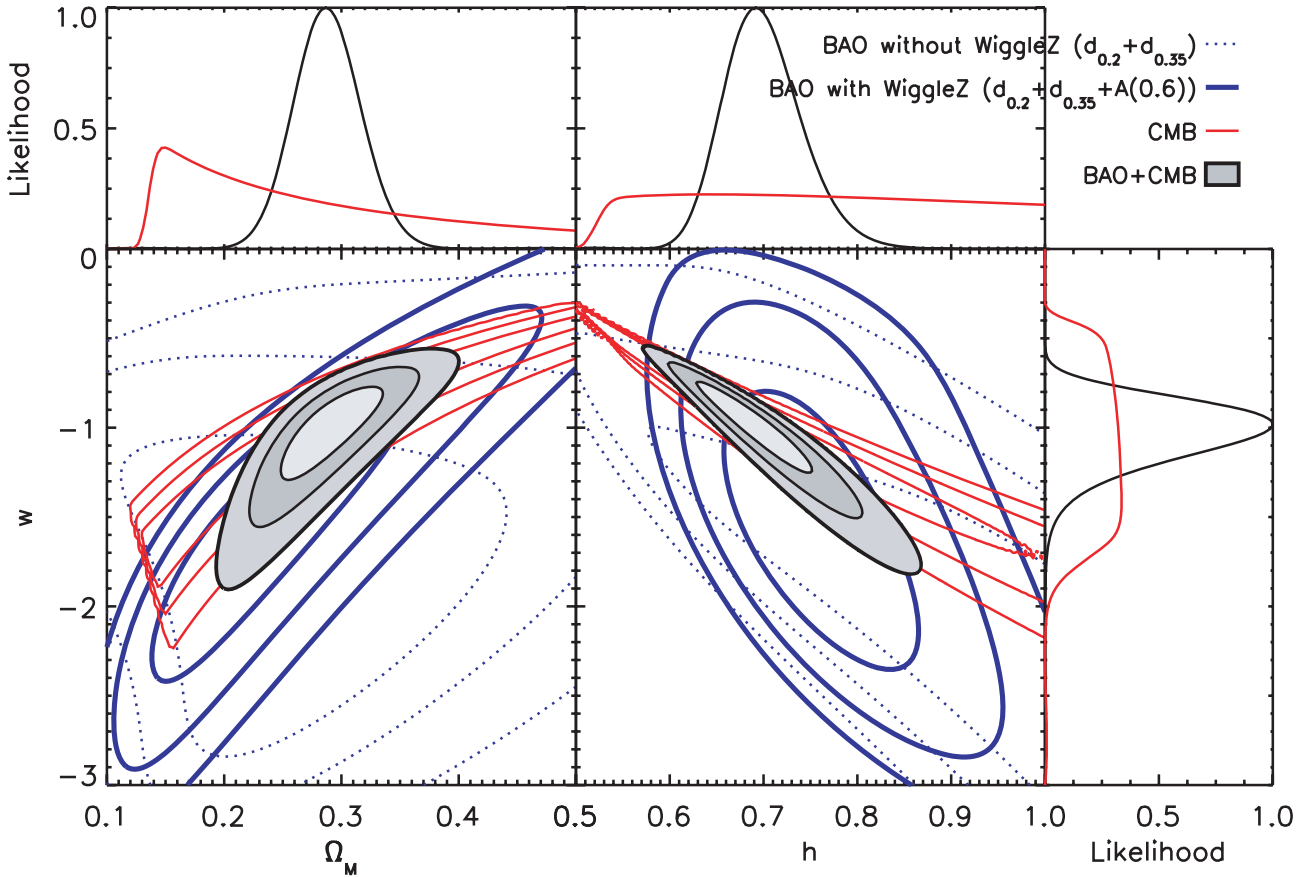 1.0
BAO without WiggleZ (d0.2+d0.35)
BAO with WiggleZ (d0.2+d0.35+A(0.6))
0.5
CMB
BAO+CMB
Likelihood
0
−1
w
−2
−3
0.1 0.2 0.3 0.4 0.5 0.6 0.7 0.8 0.9 1.0 0.5 1.0
ΩM h Likelihood